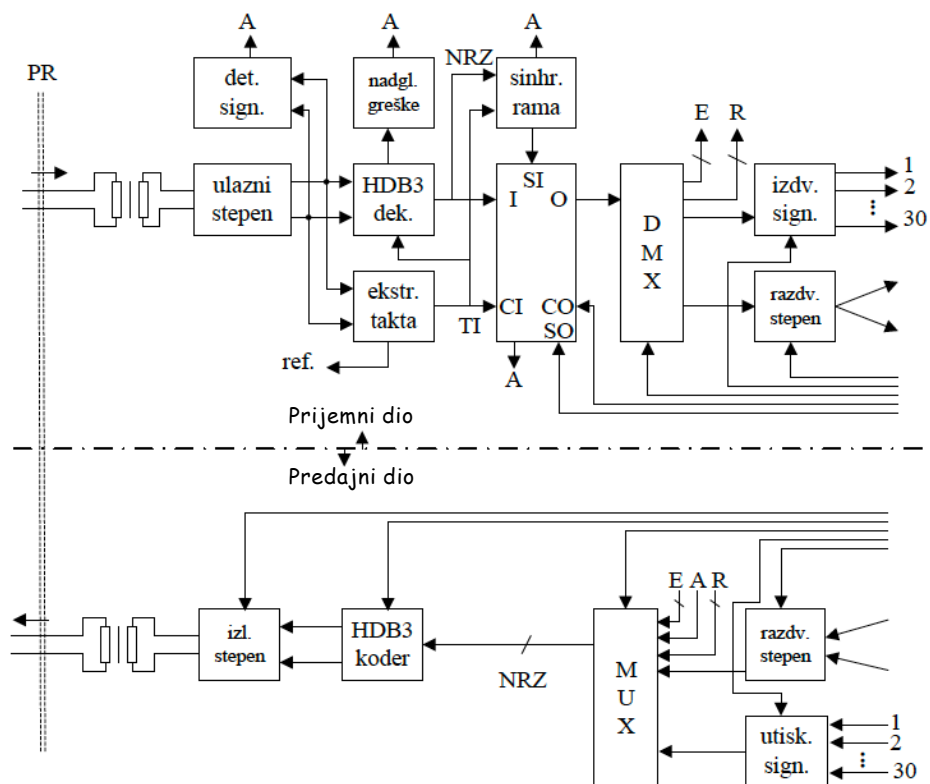 A
A
A
PR
det.
sign.
nadgl.
greške
NRZ
sinhr.
rama
E
R
ulazni
stepen
HDB3
dek.
SI
I
O
D
M
X
izdv.
sign.
1
2
⋮
30
ekstr.
takta
TI
CI
CO
SO
razdv.
stepen
ref.
A
Prijemni dio
Predajni dio
E A R
izl.
stepen
HDB3
koder
NRZ
M
U
X
razdv.
stepen
utisk.
sign.
1
2
⋮
30